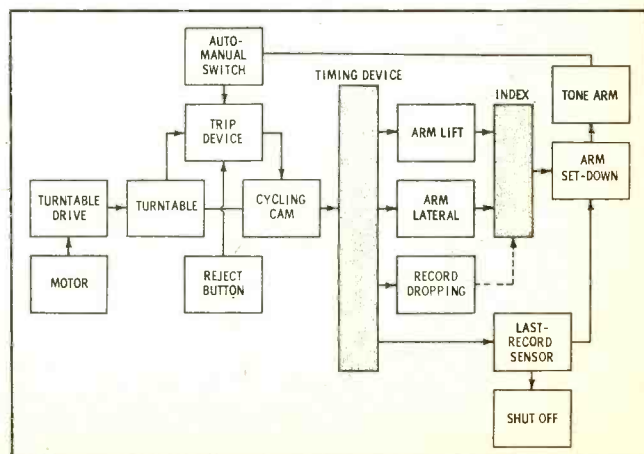 AUTO-
MANUAL
SWITCH
TIMING DEVICE
TRIP
DEVICE
INDEX
TONE ARM
ARM LIFT
ARM
SET-DOWN
TURNTABLE
DRIVE
TURNTABLE
CYCLING
CAM
ARM
LATERAL
MOTOR
REJECT
BUTTON
RECORD
DROPPING
LAST-
RECORD
SENSOR
SHUT OFF